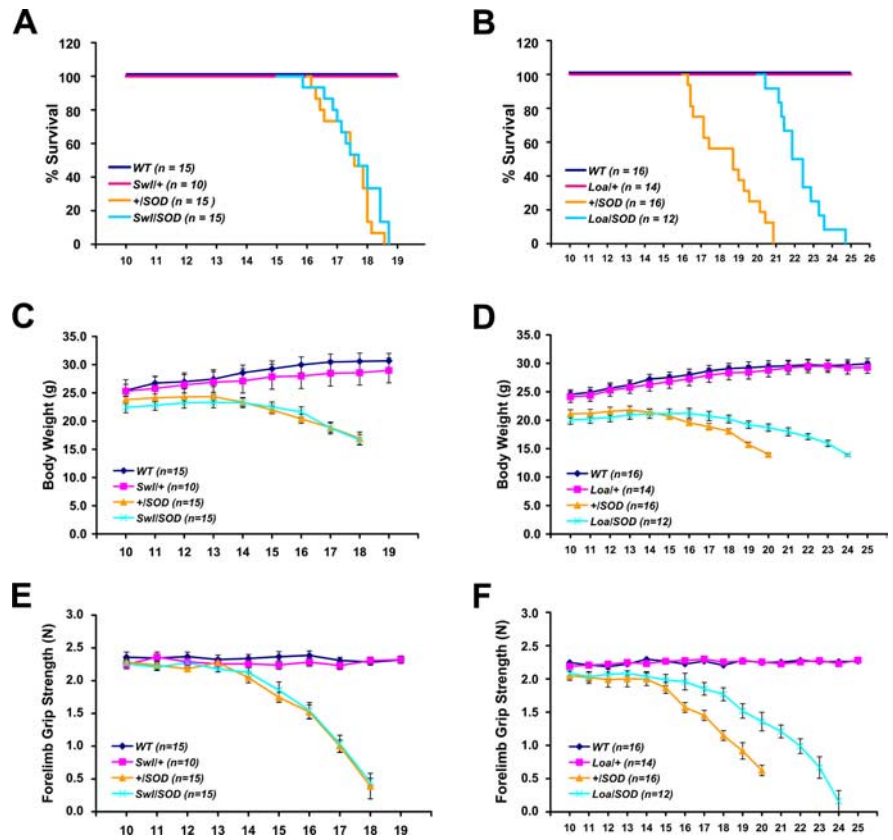 A
120
100
80
60
40
20
0
% Survival
WT (n = 15)
Swl/+ (n = 10)
+/SOD (n = 15 )
Swl/SOD (n = 15)
10 11 12 13 14 15 16 17 18 19
B
120
100
80
60
40
20
0
% Survival
WT (n = 16)
Loa/+ (n = 14)
+/SOD (n = 16)
Loa/SOD (n = 12)
10 11 12 13 14 15 16 17 18 19 20 21 22 23 24 25 26
C
35.0
30.0
25.0
20.0
15.0
10.0
5.0
0.0
Body Weight (g)
WT (n=15)
Swl/+ (n=10)
+/SOD (n=15)
Swl/SOD (n=15)
10 11 12 13 14 15 16 17 18 19
D
30.0
25.0
20.0
15.0
10.0
5.0
0.0
Body Weight (g)
WT (n=16)
Loa/+ (n=14)
+/SOD (n=16)
Loa/SOD (n=12)
10 11 12 13 14 15 16 17 18 19 20 21 22 23 24 25
E
3.0
2.5
2.0
1.5
1.0
0.5
0.0
Forelimb Grip Strength (N)
WT (n=15)
Swl/+ (n=10)
+/SOD (n=15)
Swl/SOD (n=15)
10 11 12 13 14 15 16 17 18 19
F
3.0
2.5
2.0
1.5
1.0
0.5
0.0
Forelimb Grip Strength (N)
WT (n=16)
Loa/+ (n=14)
+/SOD (n=16)
Loa/SOD (n=12)
10 11 12 13 14 15 16 17 18 19 20 21 22 23 24 25